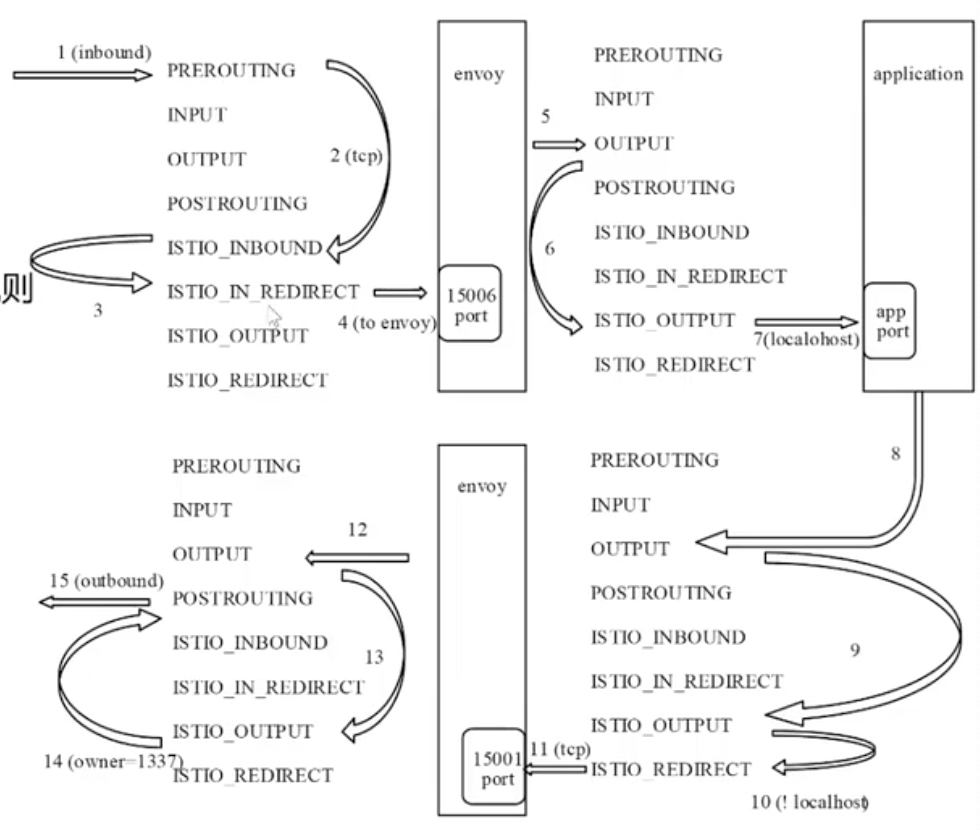 1 (inbound)
PREROUTING
INPUT
OUTPUT
POSTROUTING
ISTIO_INBOUND
ISTIO_IN_REDIRECT
ISTIO_OUTPUT
ISTIO_REDIRECT
2 (tcp)
则
3
4 (to envoy)
envoy
15006
port
5
PREROUTING
INPUT
OUTPUT
POSTROUTING
ISTIO_INBOUND
ISTIO_IN_REDIRECT
ISTIO_OUTPUT
ISTIO_REDIRECT
6
7(localohost)
application
app
port
8
PREROUTING
INPUT
OUTPUT
POSTROUTING
ISTIO_INBOUND
ISTIO_IN_REDIRECT
ISTIO_OUTPUT
ISTIO_REDIRECT
9
10 (! localhost)
11 (tcp)
envoy
15001
port
12
PREROUTING
INPUT
OUTPUT
POSTROUTING
ISTIO_INBOUND
ISTIO_IN_REDIRECT
ISTIO_OUTPUT
ISTIO_REDIRECT
13
14 (owner=1337)
15 (outbound)